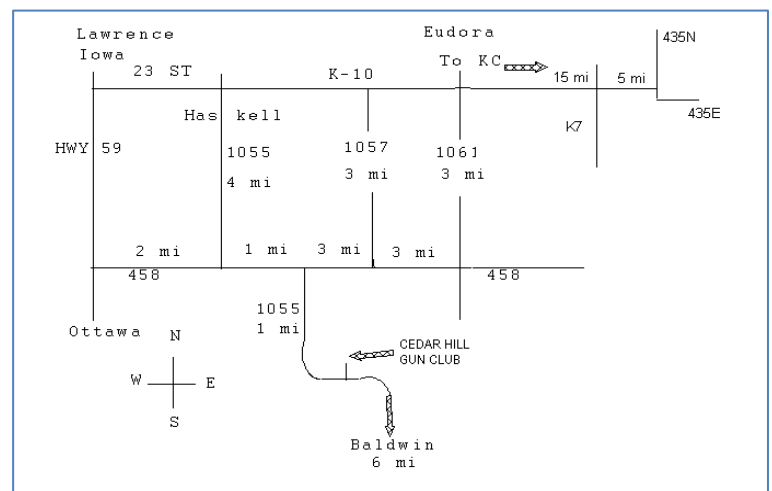 Lawrence
Iowa
23 ST
K-10
Eudora
To KC
15 mi
5 mi
435N
435E
K7
Has kell
HWY 59
1055
4 mi
1057
3 mi
1061
3 mi
2 mi
1 mi
3 mi
3 mi
458
458
1055
1 mi
Ottawa
N
W
E
S
CEDAR HILL
GUN CLUB
Baldwin
6 mi